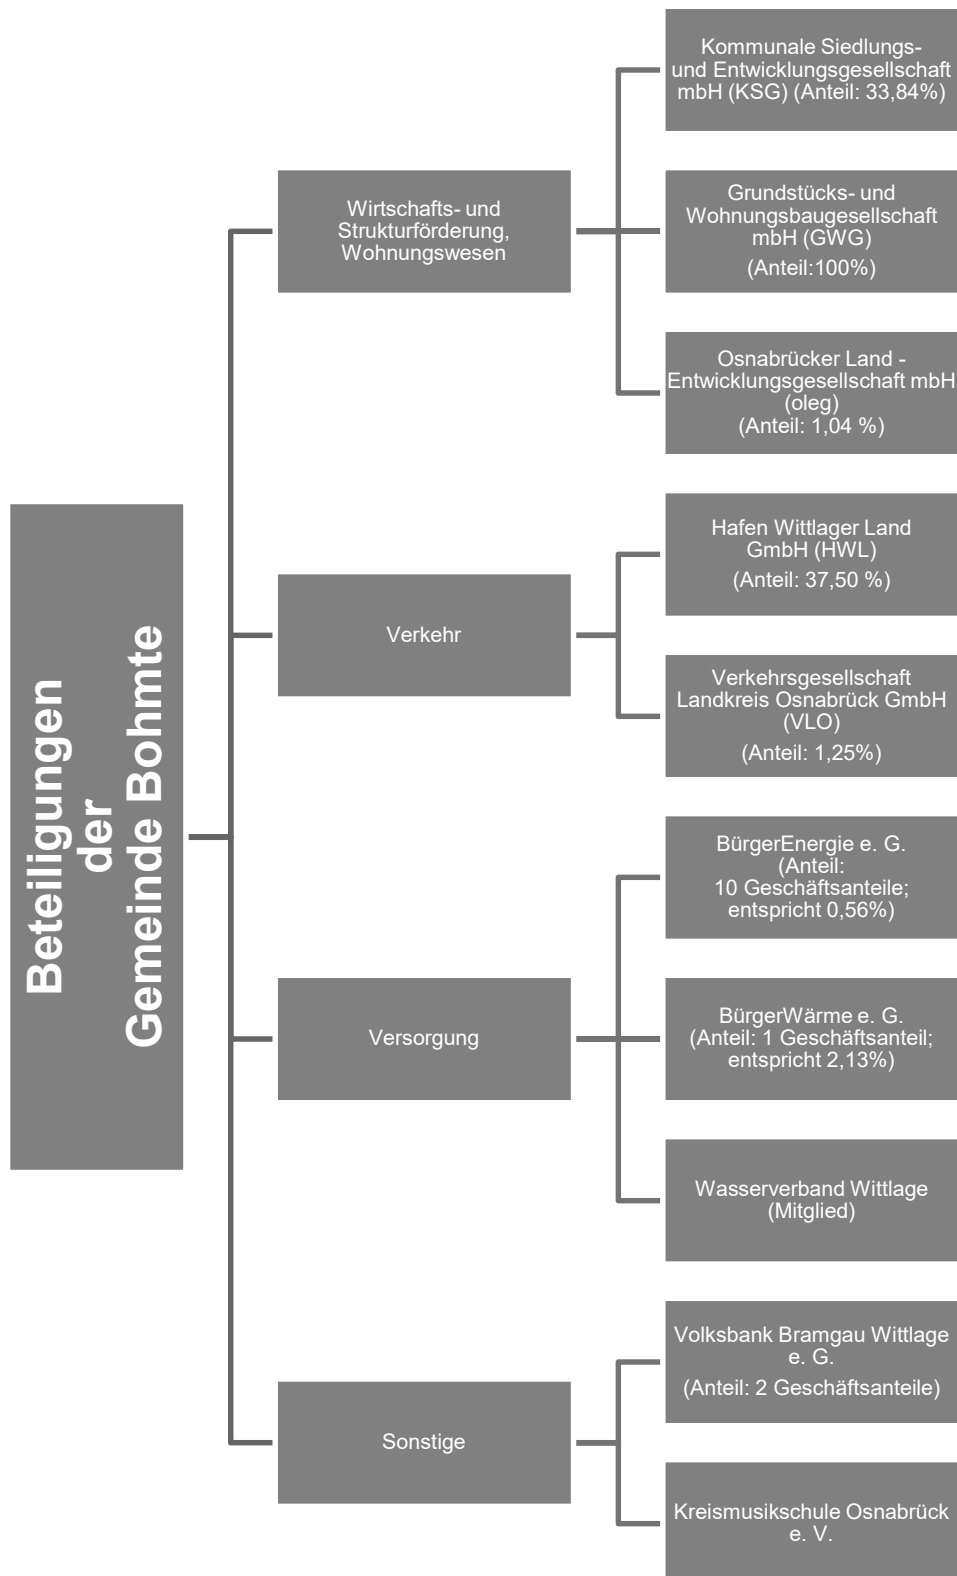 Beteiligungen
der
Gemeinde Bohmte
Wirtschafts- und
Strukturförderung,
Wohnungswesen
Kommunale Siedlungs-
und Entwicklungsgesellschaft
mbH (KSG) (Anteil: 33,84%)
Grundstücks- und
Wohnungsbaugesellschaft
mbH (GWG)
(Anteil:100%)
Osnabrücker Land -
Entwicklungsgesellschaft mbH
(oleg)
(Anteil: 1,04 %)
Verkehr
Hafen Wittlager Land
GmbH (HWL)
(Anteil: 37,50 %)
Verkehrsgesellschaft
Landkreis Osnabrück GmbH
(VLO)
(Anteil: 1,25%)
Versorgung
BürgerEnergie e. G.
(Anteil:
10 Geschäftsanteile;
entspricht 0,56%)
BürgerWärme e. G.
(Anteil: 1 Geschäftsanteil;
entspricht 2,13%)
Wasserverband Wittlage
(Mitglied)
Sonstige
Volksbank Bramgau Wittlage
e. G.
(Anteil: 2 Geschäftsanteile)
Kreismusikschule Osnabrück
e. V.